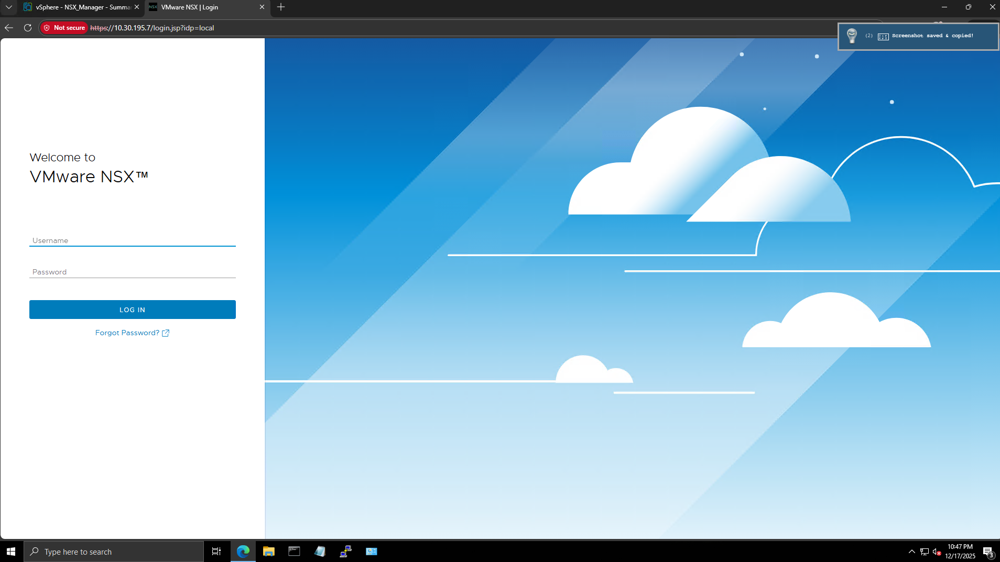 vSphere - NSX_Manager - Summa
NSX VMware NSX | Login
Not secure https://10.30.195.7/login.jsp?idp=local
(2) Screenshot saved & copied!
Welcome to
VMware NSX™
Username
Password
LOG IN
Forgot Password?
Type here to search
10:47 PM
12/17/2025
3